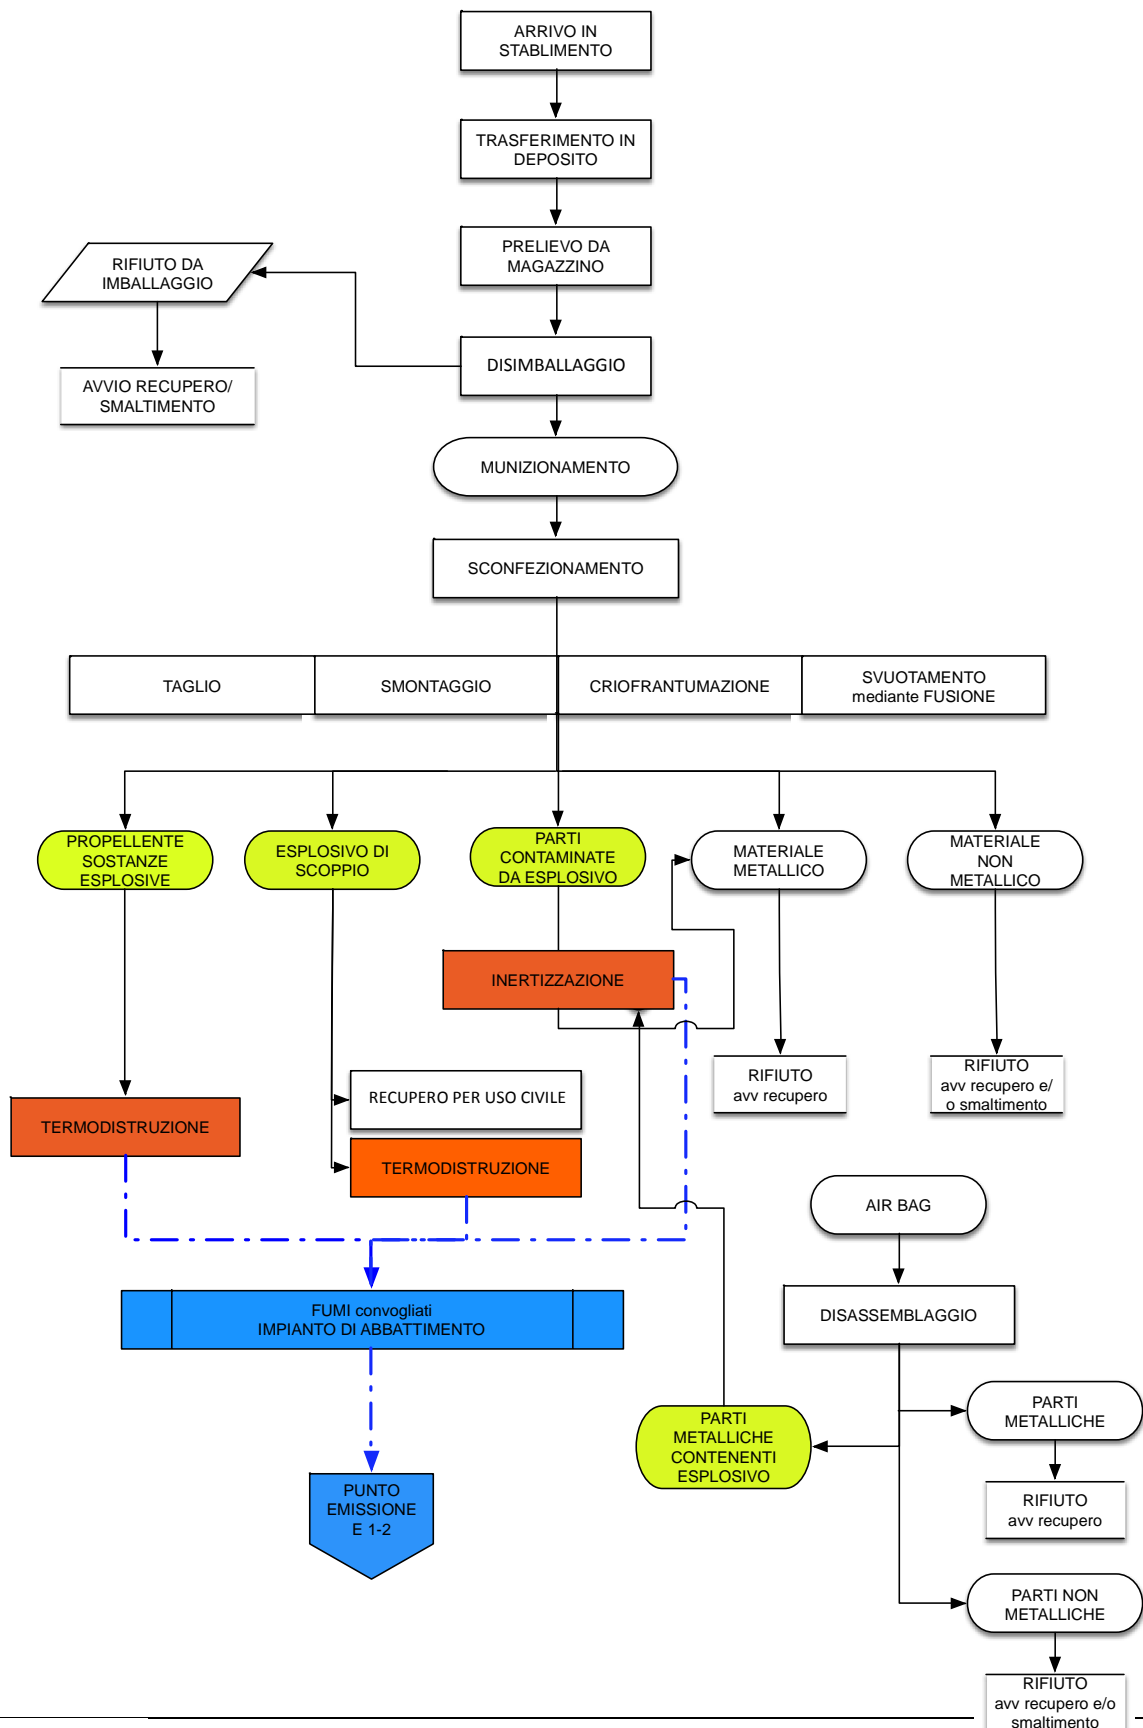 ARRIVO IN
STABLIMENTO
TRASFERIMENTO IN
DEPOSITO
PRELIEVO DA
MAGAZZINO
RIFIUTO DA
IMBALLAGGIO
DISIMBALLAGGIO
AVVIO RECUPERO/
SMALTIMENTO
MUNIZIONAMENTO
SCONFEZIONAMENTO
TAGLIO
SMONTAGGIO
CRIOFRANTUMAZIONE
SVUOTAMENTO
mediante FUSIONE
PROPELLENTE
SOSTANZE
ESPLOSIVE
ESPLOSIVO DI
SCOPPIO
PARTI
CONTAMINATE
DA ESPLOSIVO
MATERIALE
METALLICO
MATERIALE
NON
METALLICO
INERTIZZAZIONE
RIFIUTO
avv recupero
RIFIUTO
avv recupero e/
o smaltimento
RECUPERO PER USO CIVILE
TERMODISTRUZIONE
TERMODISTRUZIONE
AIR BAG
FUMI convogliati
IMPIANTO DI ABBATTIMENTO
DISASSEMBLAGGIO
PARTI
METALLICHE
PARTI
METALLICHE
CONTENENTI
ESPLOSIVO
PUNTO
EMISSIONE
E 1-2
RIFIUTO
avv recupero
PARTI NON
METALLICHE
RIFIUTO
avv recupero e/o
smaltimento